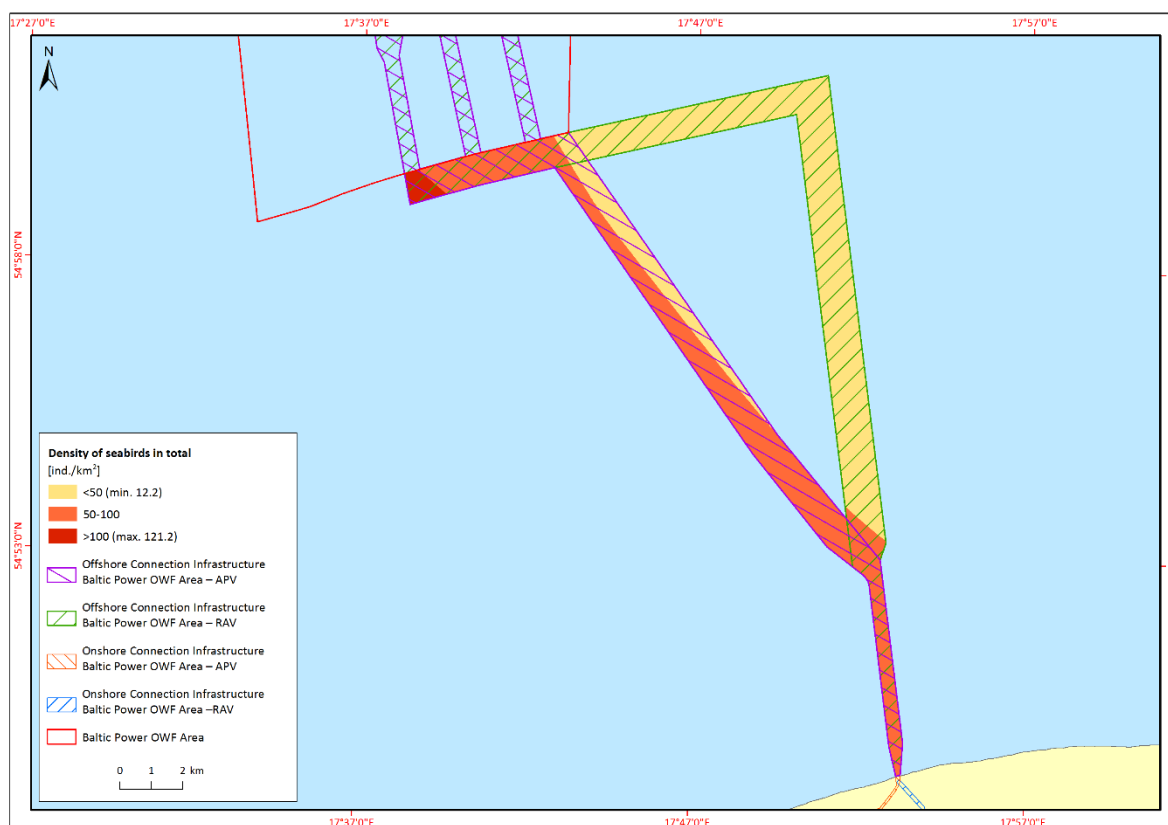 17°27'0"E
17°37'0"E
17°47'0"E
17°57'0"E
N
54°58'0"N
54°53'0"N
Density of seabirds in total
[ind./km²]
<50 (min. 12.2)
50-100
>100 (max. 121.2)
Offshore Connection Infrastructure
Baltic Power OWF Area – APV
Offshore Connection Infrastructure
Baltic Power OWF Area – RAV
Onshore Connection Infrastructure
Baltic Power OWF Area – APV
Onshore Connection Infrastructure
Baltic Power OWF Area –RAV
Baltic Power OWF Area
0 1 2 km
17°37'0"E
17°47'0"E
17°57'0"E